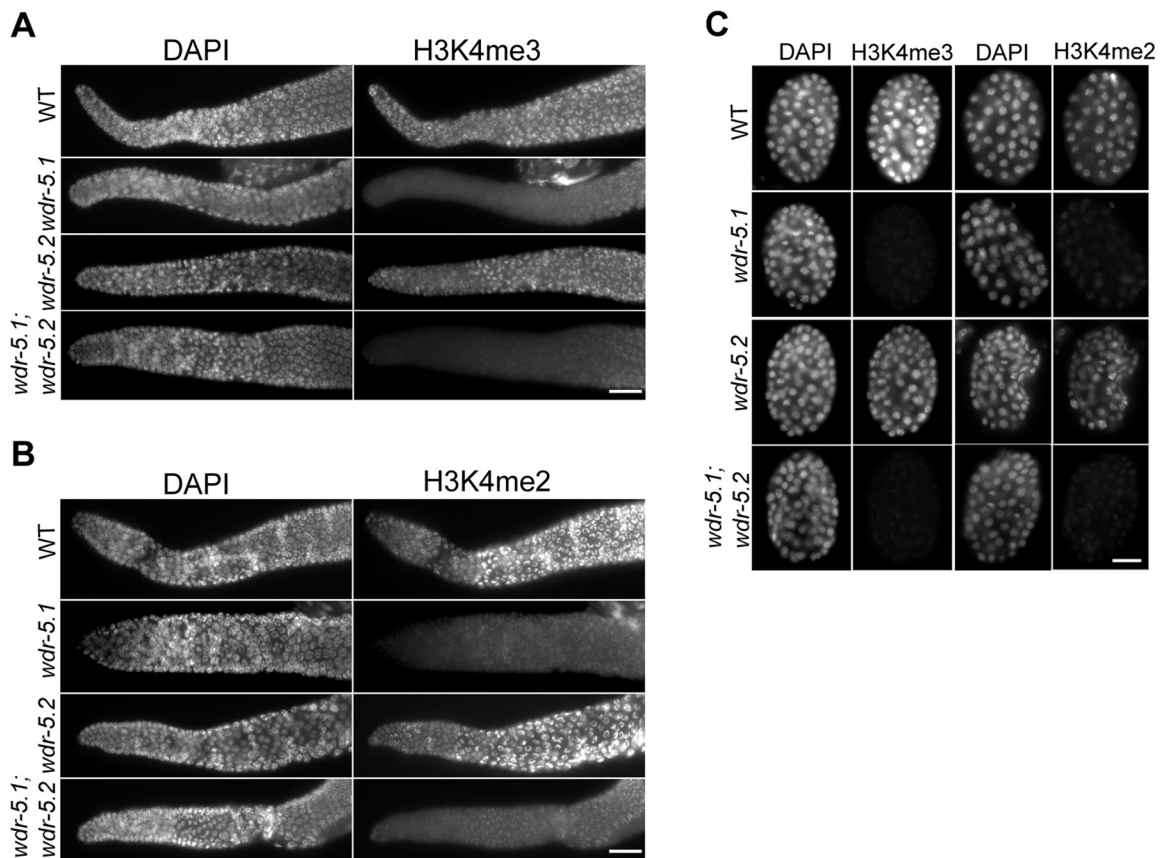 A
DAPI H3K4me3
WT
wdr-5.1
wdr-5.2
wdr-5.1;
wdr-5.2
B
DAPI H3K4me2
WT
wdr-5.1
wdr-5.2
wdr-5.1;
wdr-5.2
C
DAPI H3K4me3 DAPI H3K4me2
WT
wdr-5.1
wdr-5.2
wdr-5.1;
wdr-5.2